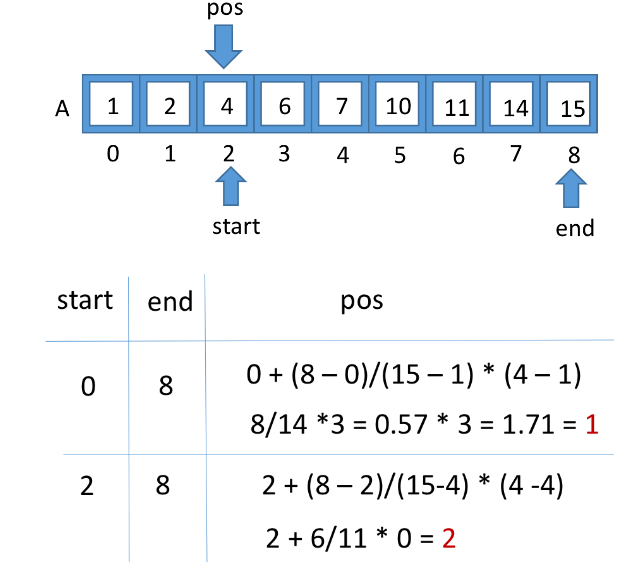 pos
A 1 2 4 6 7 10 11 14 15
0 1 2 3 4 5 6 7 8
start end
start end pos
0 8 0 + (8 – 0)/(15 – 1) * (4 – 1)
8/14 *3 = 0.57 * 3 = 1.71 = 1
2 8 2 + (8 – 2)/(15-4) * (4 -4)
2 + 6/11 * 0 = 2